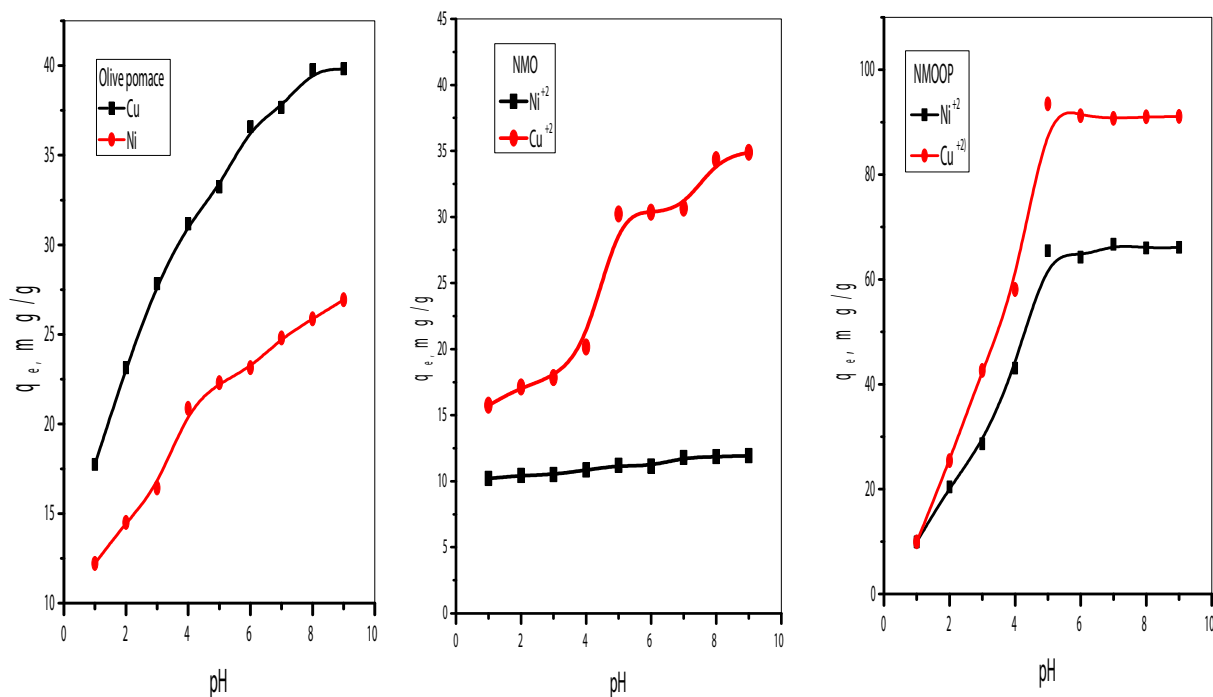 Olive pomace
Cu
Ni
40
35
30
25
20
15
10
q e, m g /g
0 2 4 6 8 10
pH
NMO
Ni +2
Cu +2
45
40
35
30
25
20
15
10
5
0
q e, m g /g
0 2 4 6 8 10
pH
NMOOP
Ni +2
Cu +2)
100
80
60
40
20
0
q e, m g /g
0 2 4 6 8 10
pH